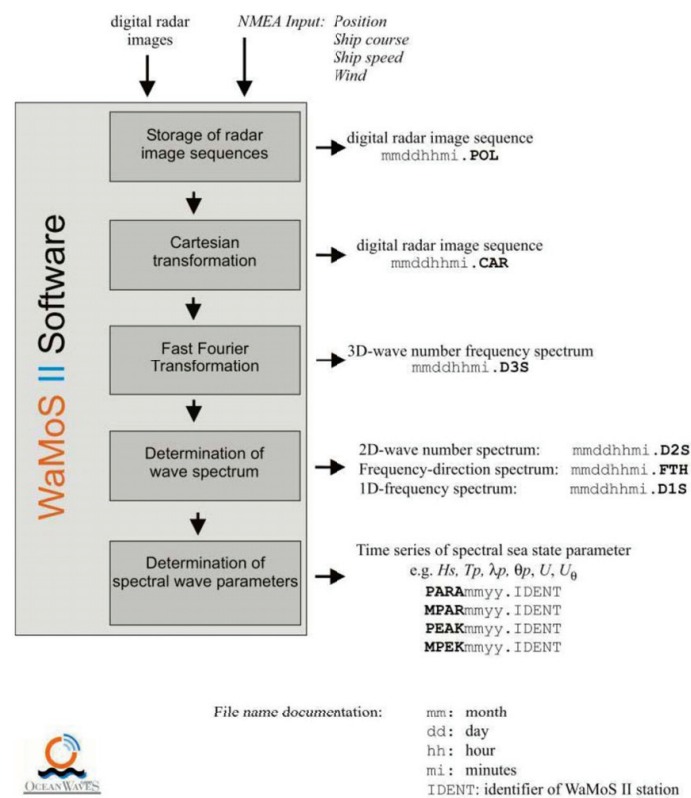 digital radar
images
NMEA Input: Position
Ship course
Ship speed
Wind
WaMoS II Software
Storage of radar
image sequences
digital radar image sequence
mmddhhmi.POL
Cartesian
transformation
digital radar image sequence
mmddhhmi.CAR
Fast Fourier
Transformation
3D-wave number frequency spectrum
mmddhhmi.D3S
Determination of
wave spectrum
2D-wave number spectrum: mmddhhmi.D2S
Frequency-direction spectrum: mmddhhmi.FTH
1D-frequency spectrum: mmddhhmi.D1S
Determination of
spectral wave parameters
Time series of spectral sea state parameter
e.g. Hs, Tp, λp, θp, U, Uθ
PARAmmyy.IDENT
MPARmmyy.IDENT
PEAKmmyy.IDENT
MPEKmmyy.IDENT
File name documentation: mm: month
dd: day
hh: hour
mi: minutes
IDENT: identifier of WaMoS II station
OCEANWAVES